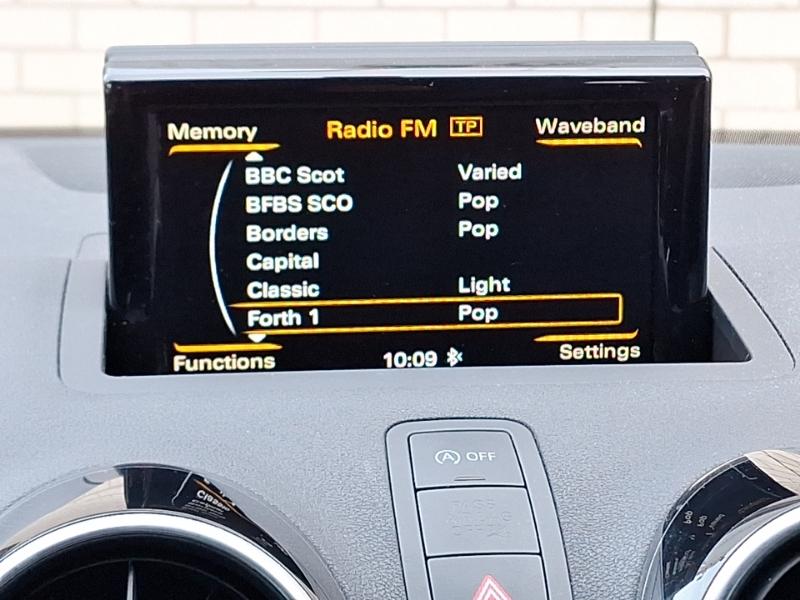 Memory Radio FM TP Waveband
BBC Scot Varied
BFBS SCO Pop
Borders Pop
Capital
Classic Light
Forth 1 Pop
Functions 10:09 Settings
A OFF
Classic